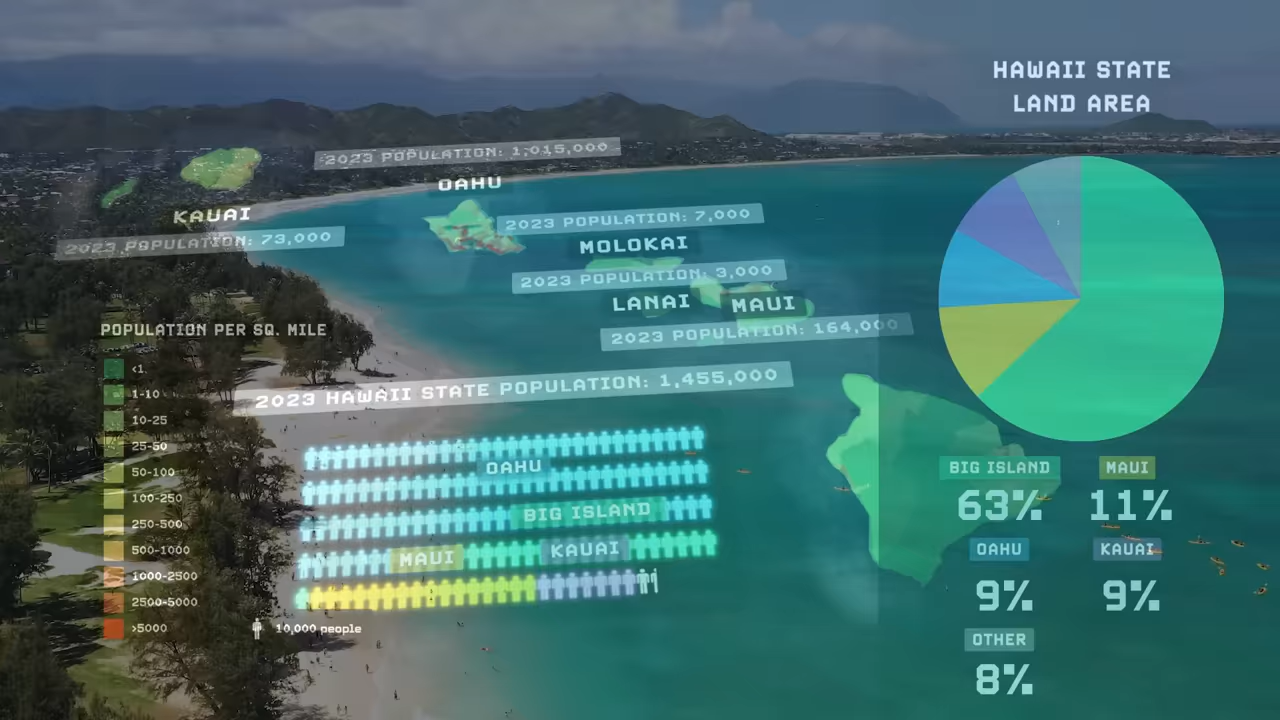 HAWAII STATE
LAND AREA
2023 POPULATION: 1,015,000
OAHU
KAUAI
2023 POPULATION: 73,000
2023 POPULATION: 7,000
MOLOKAI
2023 POPULATION: 3,000
LANAI
MAUI
2023 POPULATION: 164,000
POPULATION PER SQ. MILE
<1
1-10
10-25
25-50
50-100
100-250
250-500
500-1000
1000-2500
2500-5000
>5000
2023 HAWAII STATE POPULATION: 1,455,000
OAHU
BIG ISLAND
MAUI
KAUAI
10,000 people
BIG ISLAND
63%
MAUI
11%
OAHU
9%
KAUAI
9%
OTHER
8%